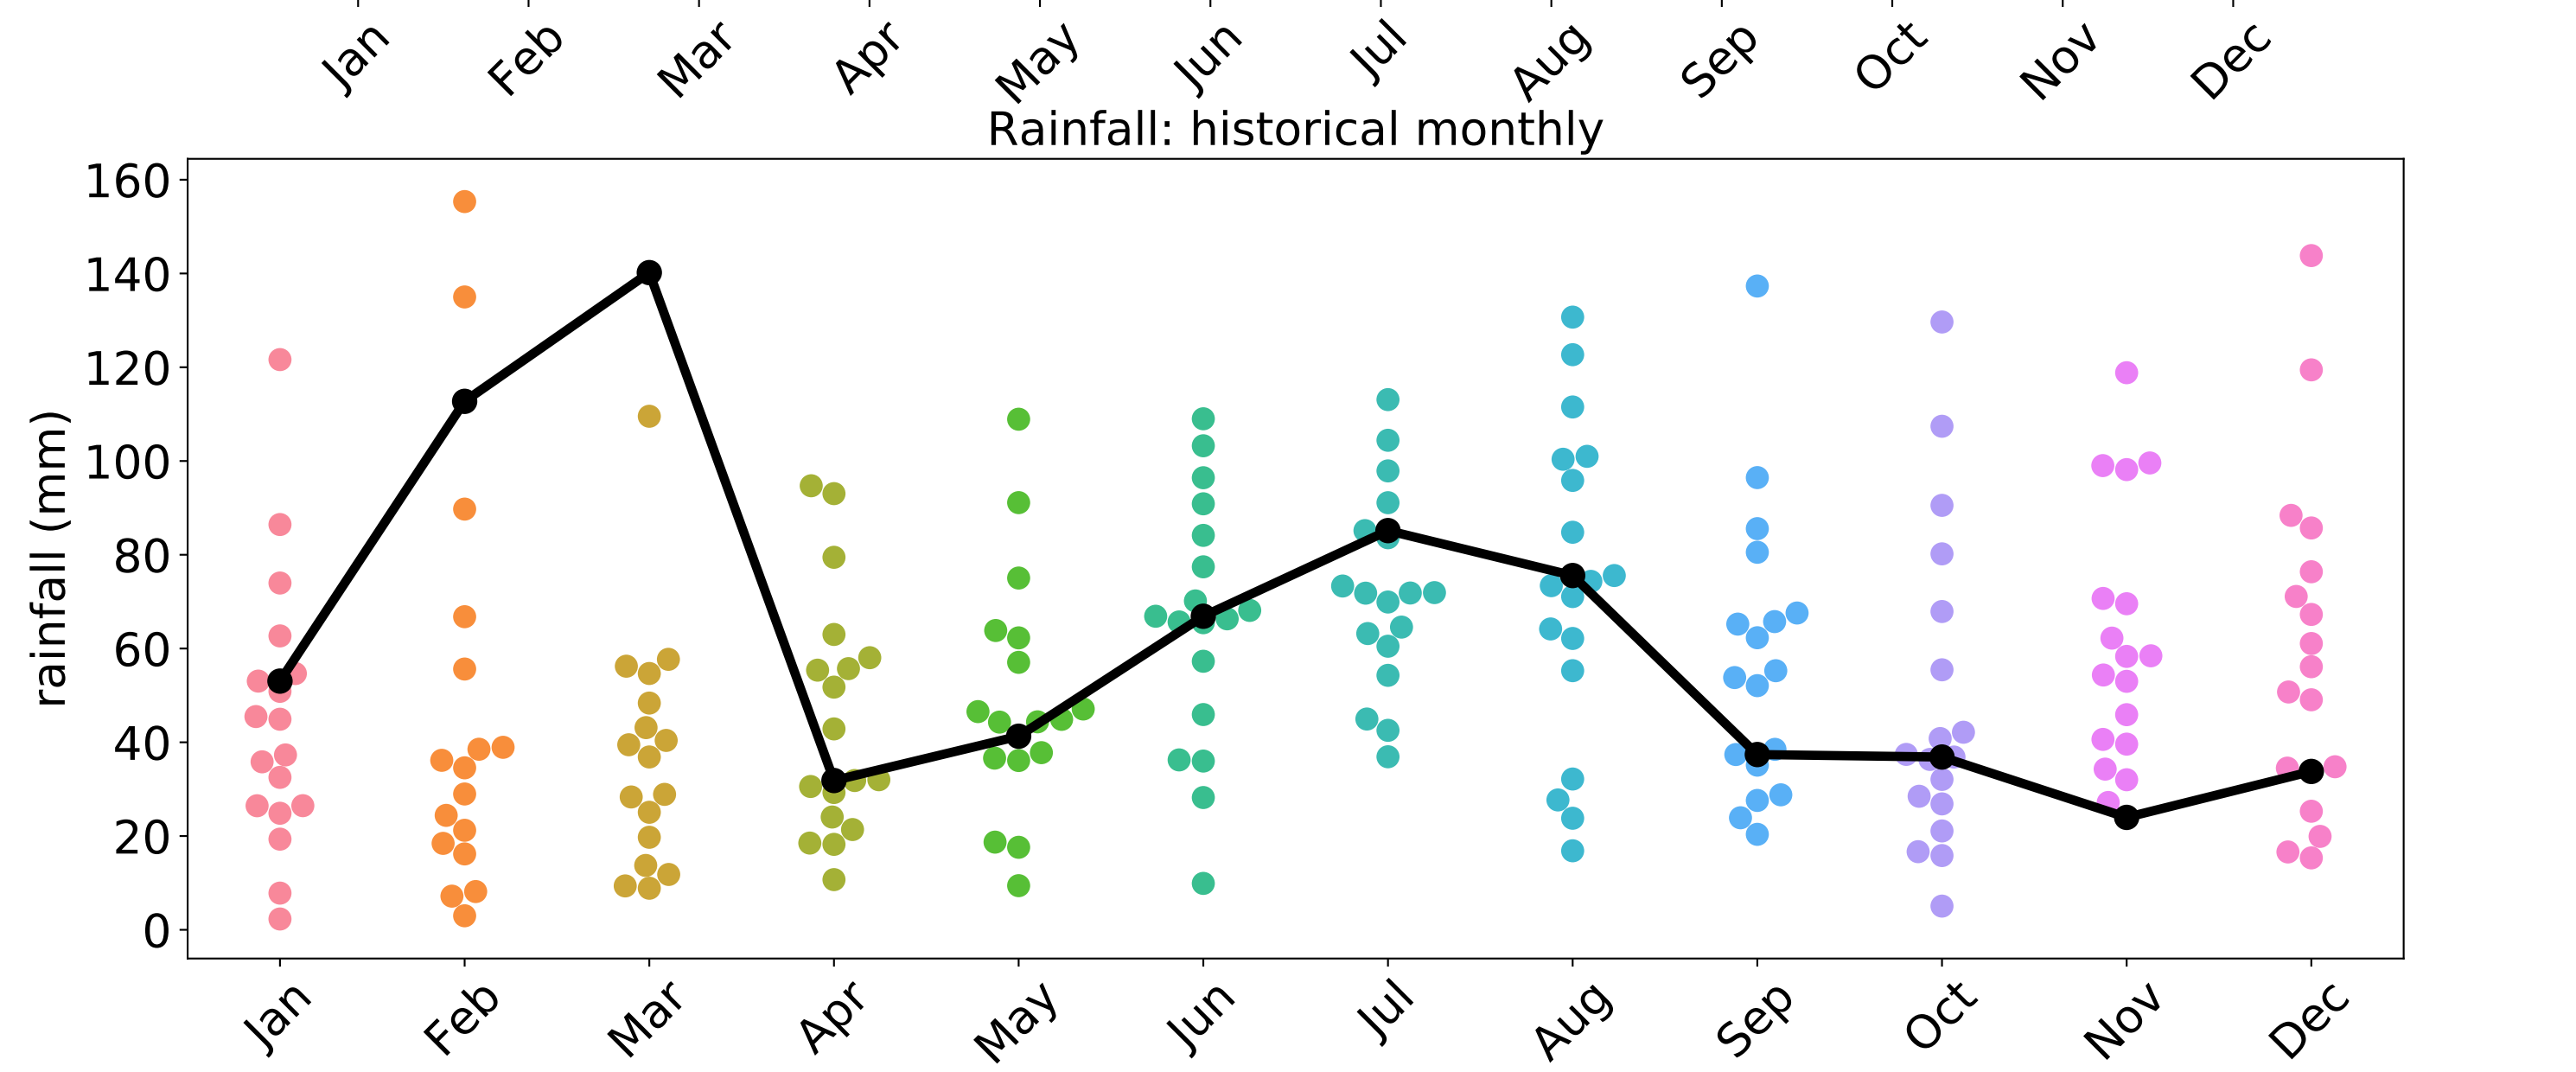 Jan Feb Mar Apr May Jun Jul Aug Sep Oct Nov Dec
Rainfall: historical monthly
160
140
120
100
80
60
40
20
0
rainfall (mm)
Jan Feb Mar Apr May Jun Jul Aug Sep Oct Nov Dec